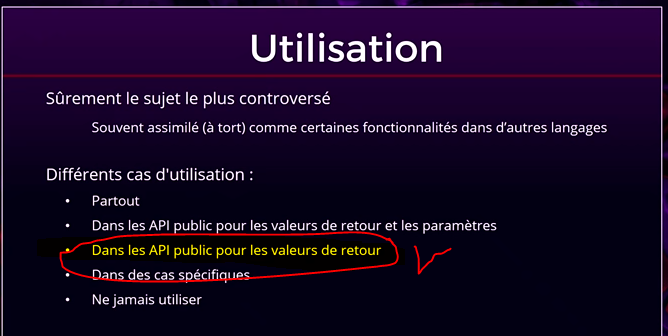 Utilisation
Sûrement le sujet le plus controversé
Souvent assimilé (à tort) comme certaines fonctionnalités dans d'autres langages
Différents cas d'utilisation :
• Partout
• Dans les API public pour les valeurs de retour et les paramètres
• Dans les API public pour les valeurs de retour
• Dans des cas spécifiques
• Ne jamais utiliser